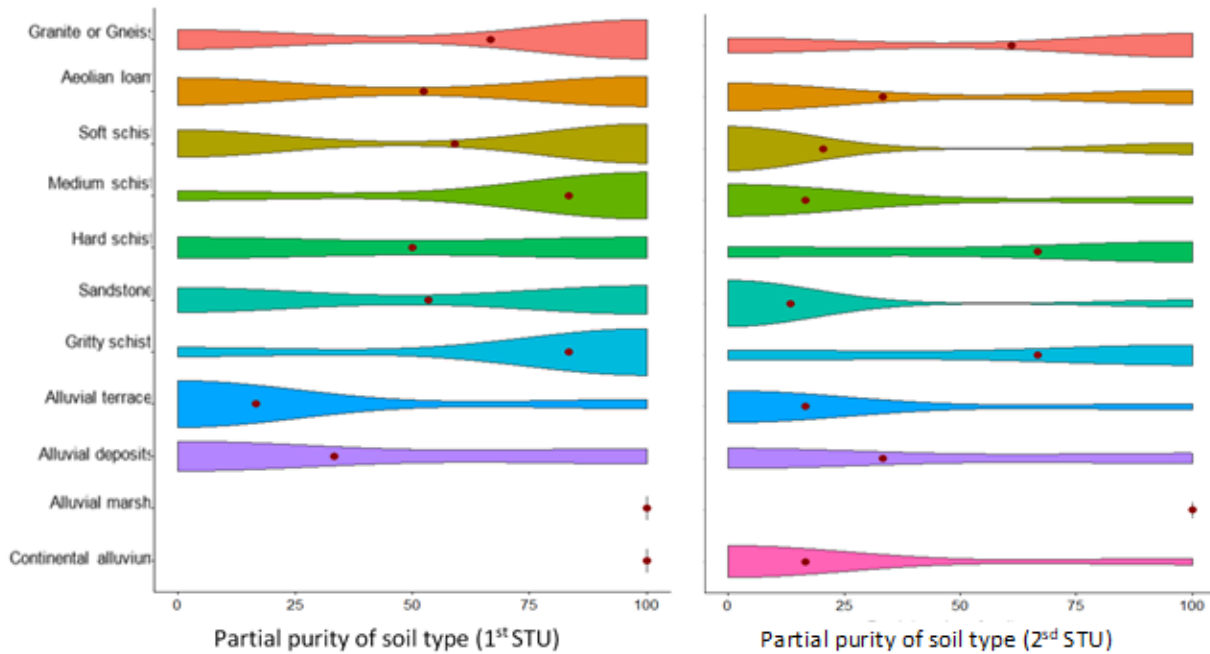 Granite or Gneiss
Aeolian loam
Soft schist
Medium schist
Hard schist
Sandstone
Gritty schist
Alluvial terrace
Alluvial deposits
Alluvial marsh
Continental alluvium
0 25 50 75 100
0 25 50 75 100
Partial purity of soil type (1st STU)
Partial purity of soil type (2sd STU)